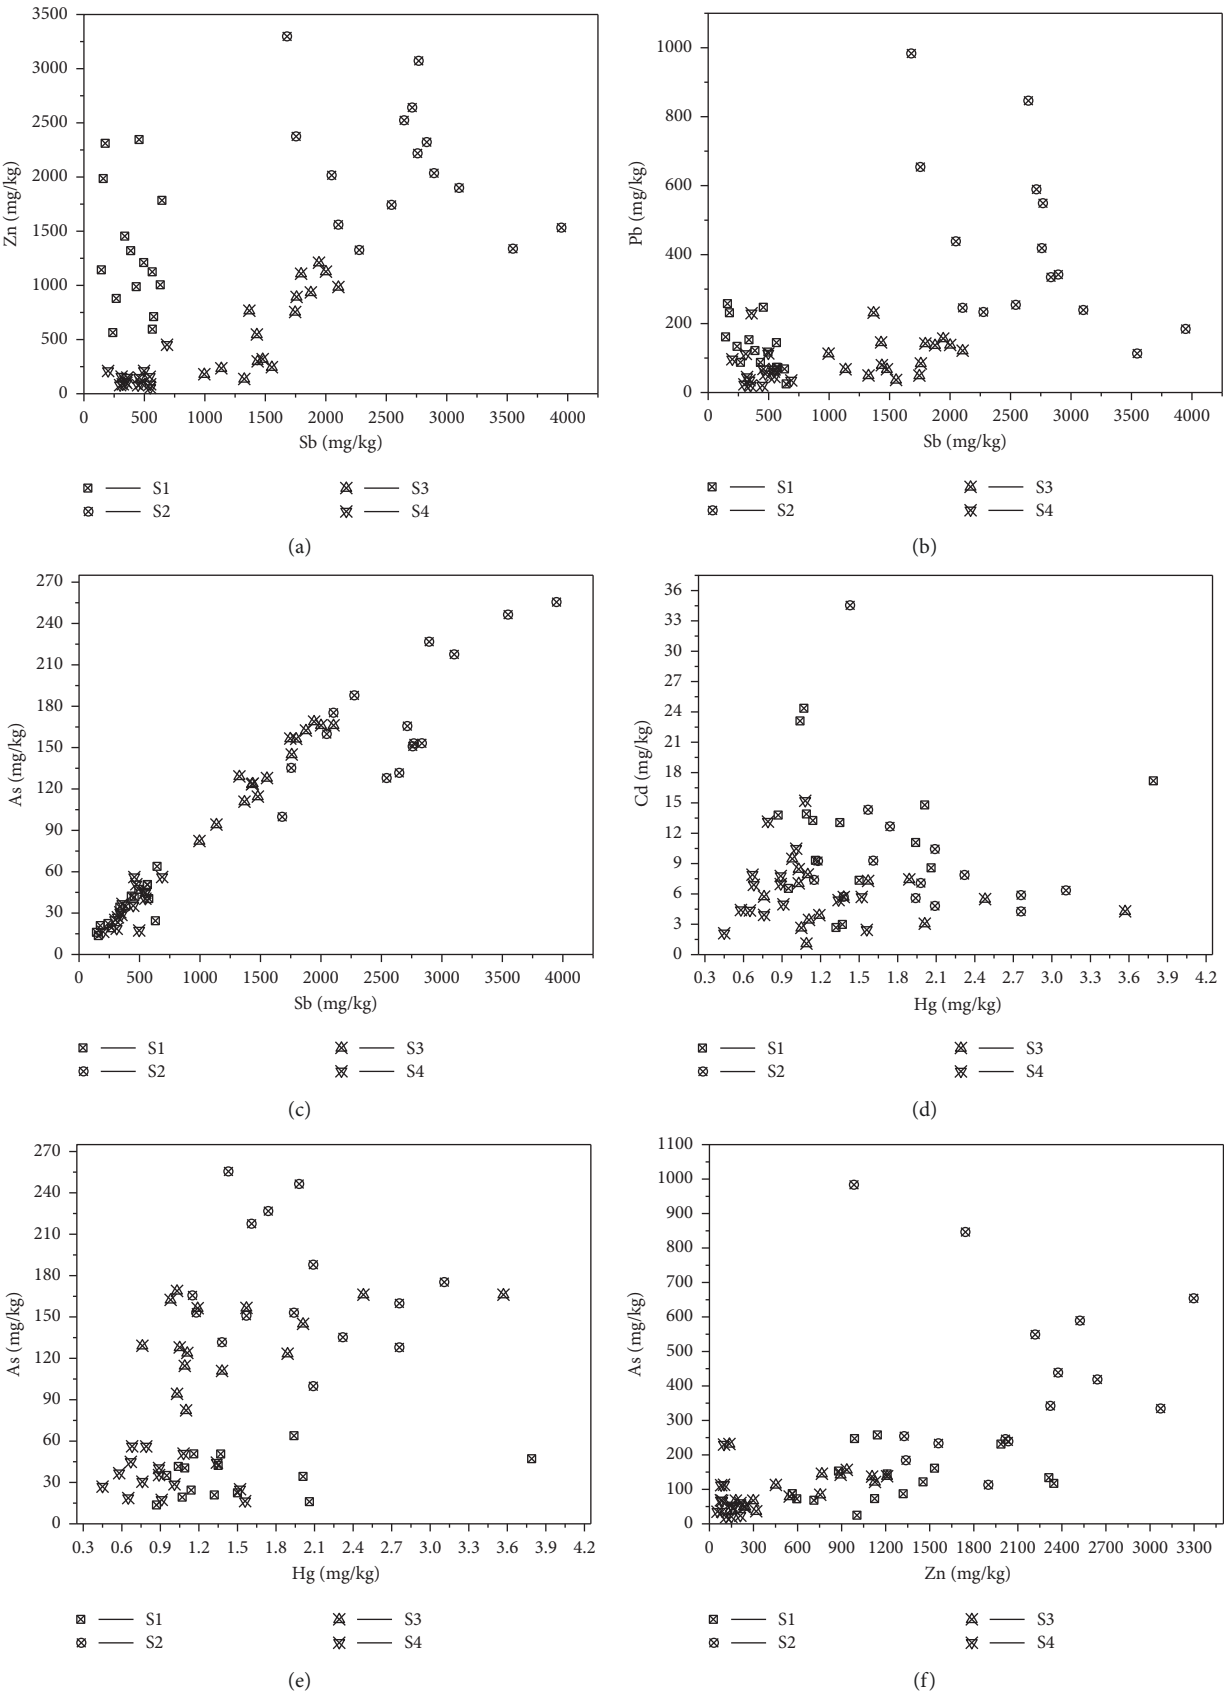 3500
3000
2500
2000
1500
1000
500
0
Zn (mg/kg)
0 500 1000 1500 2000 2500 3000 3500 4000
Sb (mg/kg)
S1 S3
S2 S4
(a)
1000
800
600
400
200
0
Pb (mg/kg)
0 500 1000 1500 2000 2500 3000 3500 4000
Sb (mg/kg)
S1 S3
S2 S4
(b)
270
240
210
180
150
120
90
60
30
0
As (mg/kg)
0 500 1000 1500 2000 2500 3000 3500 4000
Sb (mg/kg)
S1 S3
S2 S4
(c)
36
33
30
27
24
21
18
15
12
9
6
3
0
Cd (mg/kg)
0.3 0.6 0.9 1.2 1.5 1.8 2.1 2.4 2.7 3.0 3.3 3.6 3.9 4.2
Hg (mg/kg)
S1 S3
S2 S4
(d)
270
240
210
180
150
120
90
60
30
0
As (mg/kg)
0.3 0.6 0.9 1.2 1.5 1.8 2.1 2.4 2.7 3.0 3.3 3.6 3.9 4.2
Hg (mg/kg)
S1 S3
S2 S4
(e)
1100
1000
900
800
700
600
500
400
300
200
100
0
As (mg/kg)
0 300 600 900 1200 1500 1800 2100 2400 2700 3000 3300
Zn (mg/kg)
S1 S3
S2 S4
(f)